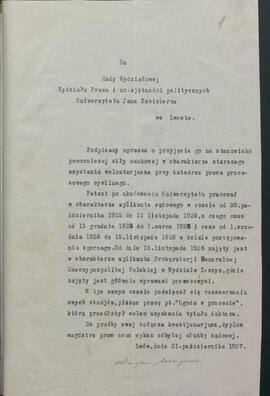 1
Do
Rady Wydziałowej
Wydziału Prawa i umiejętności politycznych
Uniwersytetu Jana Kazimierza
we Lwowie.
Podpisany uprasza o przyjęcie go na stanowisko
pomocniczej siły naukowej w charakterze starszego
asystenta wolontarjusza przy katedrze prawa proce-
sowego cywilnego.
Petent po ukończeniu Uniwersytetu pracował
w charakterze aplikanta sądowego w czasie od 30.pa-
ździernika 1925 do 15 listopada 1926, z czego czas
od 15 grudnia 1925 do 1.marca 1926 i od 1.wrze-
śnia 1926 do 15.listopada 1926 w dziale postępowa-
nia spornego. Od dnia 15.listopada 1926 zajęty jest
w charakterze aplikanta Prokuratorji Generalnej
Rzeczypospolitej Polskiej w Wydziale I-szym, gdzie
zajęty jest głównie sprawami procesowymi.
W tym samym czasie poświęcał się rozszerzaniu
swoich studjów, pisząc pracę pt. "Ugoda w procesie",
którą przedłożył celem uzyskania tytułu doktora.
Do prośby swej dołącza kwestjonarjusz, dyplom
magistra praw oraz wykaz odbytej służby sądowej.
Lwów, dnia 31.października 1927.